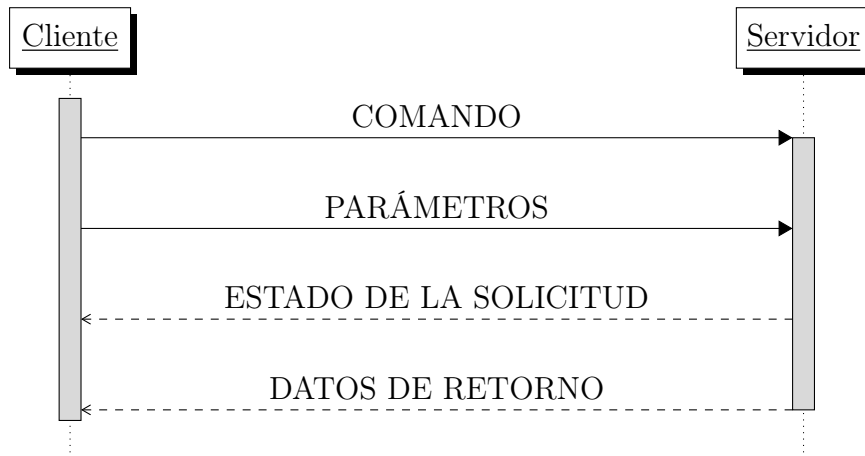 Cliente
Servidor
COMANDO
PARÁMETROS
ESTADO DE LA SOLICITUD
DATOS DE RETORNO